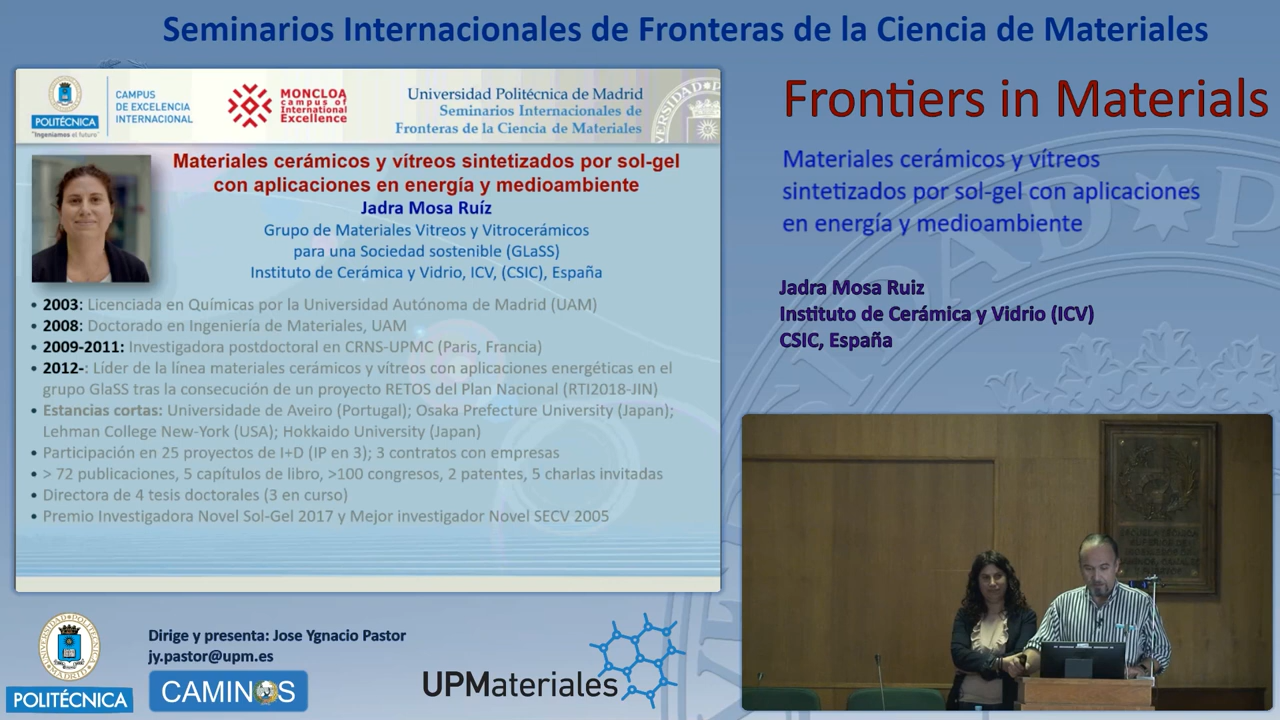 Seminarios Internacionales de Fronteras de la Ciencia de Materiales
POLITÉCNICA
"Ingeniamos el futuro"
CAMPUS
DE EXCELENCIA
INTERNACIONAL
MONCLOA
campus of
International
Excellence
Universidad Politécnica de Madrid
Seminarios Internacionales de
Fronteras de la Ciencia de Materiales
Materiales cerámicos y vítreos sintetizados por sol-gel
con aplicaciones en energía y medioambiente
Jadra Mosa Ruíz
Grupo de Materiales Vitreos y Vitrocerámicos
para una Sociedad sostenible (GLaSS)
Instituto de Cerámica y Vidrio, ICV, (CSIC), España
• 2003: Licenciada en Químicas por la Universidad Autónoma de Madrid (UAM)
• 2008: Doctorado en Ingeniería de Materiales, UAM
• 2009-2011: Investigadora postdoctoral en CRNS-UPMC (Paris, Francia)
• 2012-: Líder de la línea materiales cerámicos y vítreos con aplicaciones energéticas en el
grupo GlaSS tras la consecución de un proyecto RETOS del Plan Nacional (RTI2018-JIN)
• Estancias cortas: Universidade de Aveiro (Portugal); Osaka Prefecture University (Japan);
Lehman College New-York (USA); Hokkaido University (Japan)
• Participación en 25 proyectos de I+D (IP en 3); 3 contratos con empresas
• > 72 publicaciones, 5 capítulos de libro, >100 congresos, 2 patentes, 5 charlas invitadas
• Directora de 4 tesis doctorales (3 en curso)
• Premio Investigadora Novel Sol-Gel 2017 y Mejor investigador Novel SECV 2005
Frontiers in Materials
Materiales cerámicos y vítreos
sintetizados por sol-gel con aplicaciones
en energía y medioambiente
Jadra Mosa Ruiz
Instituto de Cerámica y Vidrio (ICV)
CSIC, España
POLITÉCNICA
Dirige y presenta: Jose Ygnacio Pastor
jy.pastor@upm.es
CAMINOS
UPMateriales